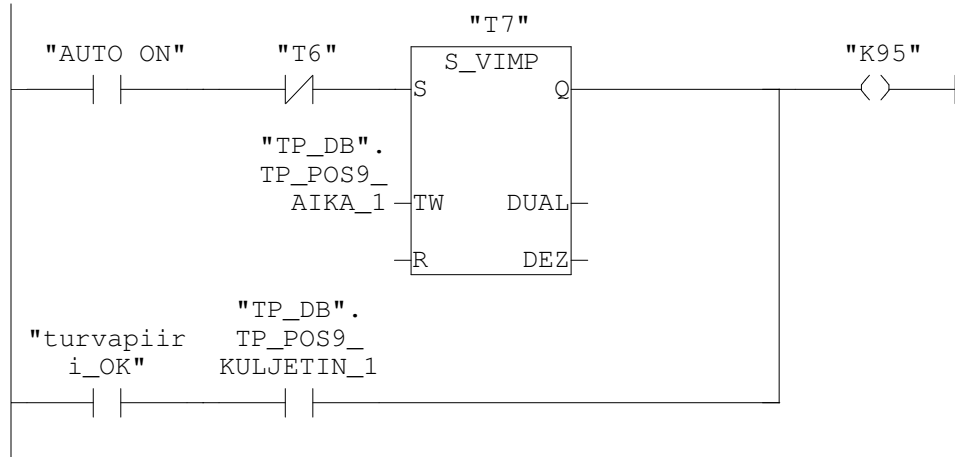 "T7"
"AUTO ON" "T6" S_VIMP "K95"
S Q
"TP_DB".
TP_POS9_
AIKA_1 TW DUAL
R DEZ
"TP_DB".
"turvapiir TP_POS9_
i_OK" KULJETIN_1